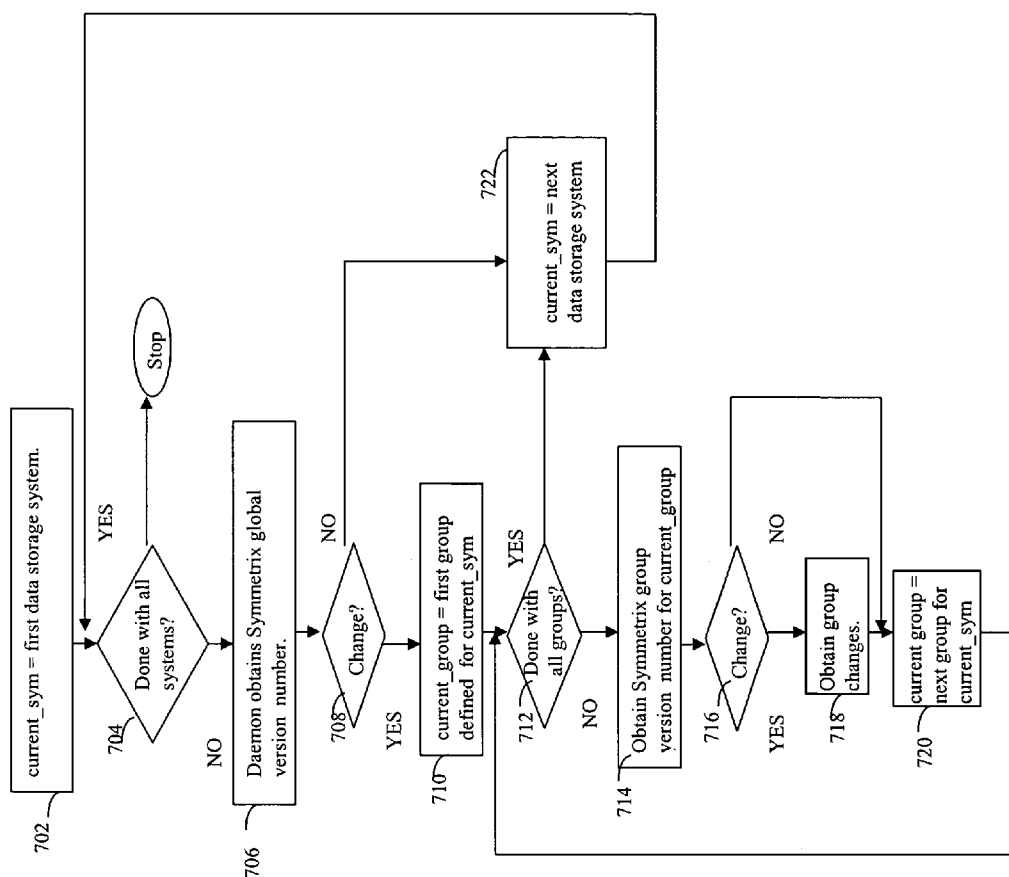 702
current_sym = first data storage system.
704
Done with all
systems?
YES
Stop
NO
706
Daemon obtains Symmetrix global
version number.
708
Change?
NO
YES
722
current_sym = next
data storage system
710
current_group = first group
defined for current_sym
712
Done with
all groups?
YES
NO
714
Obtain Symmetrix group
version number for current_group
716
Change?
NO
YES
718
Obtain group
changes.
720
current group =
next group for
current_sym